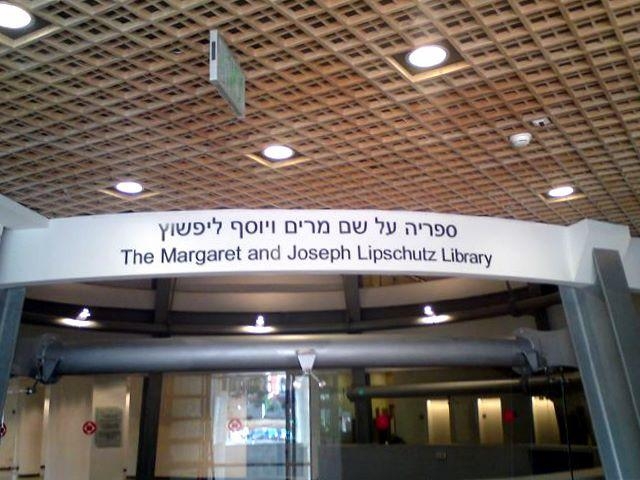 ספריה על שם מרים ויוסף ליפשוץ
The Margaret and Joseph Lipschutz Library